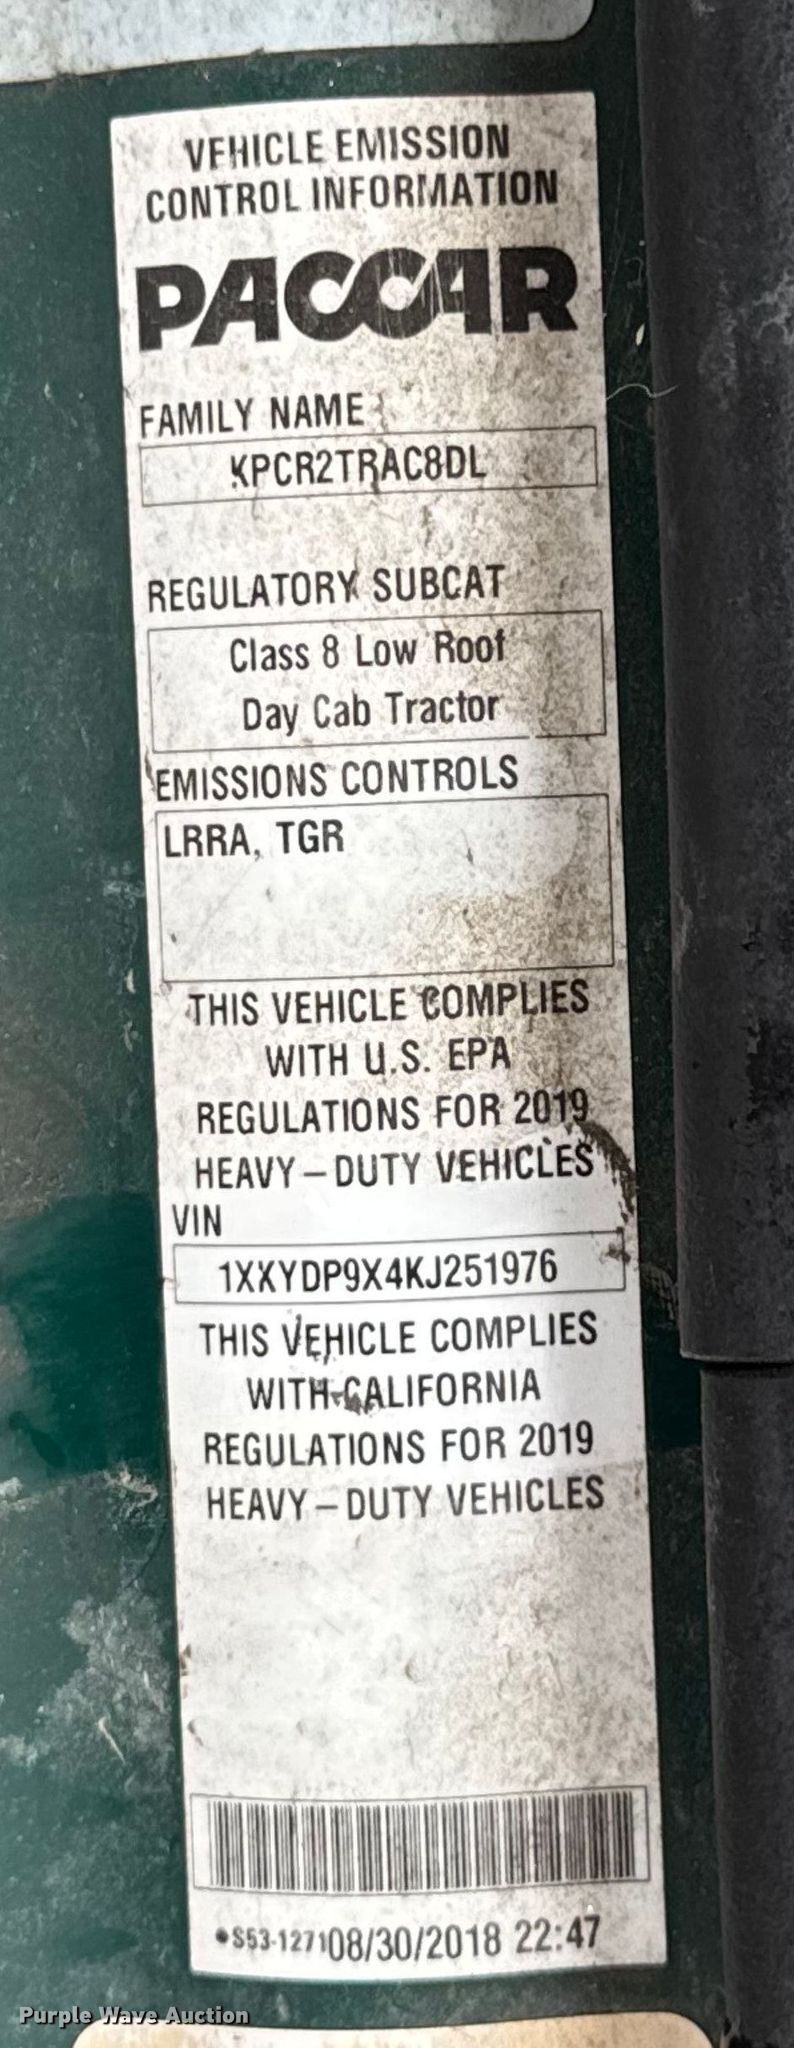 VEHICLE EMISSION
CONTROL INFORMATION
PACCAR
FAMILY NAME
KPCR2TRAC8DL
REGULATORY SUBCAT
Class 8 Low Roof
Day Cab Tractor
EMISSIONS CONTROLS
LRRA, TGR
THIS VEHICLE COMPLIES
WITH U.S. EPA
REGULATIONS FOR 2019
HEAVY-DUTY VEHICLES
VIN
1XXYDP9X4KJ251976
THIS VEHICLE COMPLIES
WITH CALIFORNIA
REGULATIONS FOR 2019
HEAVY-DUTY VEHICLES
•S53-1271 08/30/2018 22:47
Purple Wave Auction